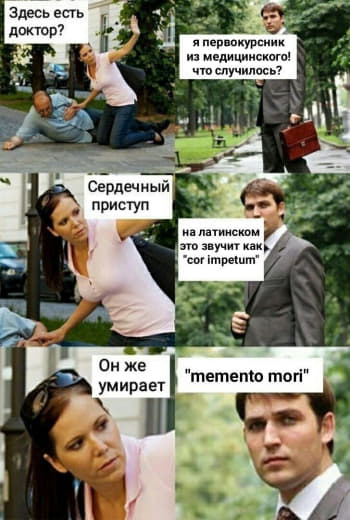 Здесь есть
доктор?
я первокурсник
из медицинского!
что случилось?
Сердечный
приступ
на латинском
это звучит как
"cor impetum"
Он же
умирает
"memento mori"